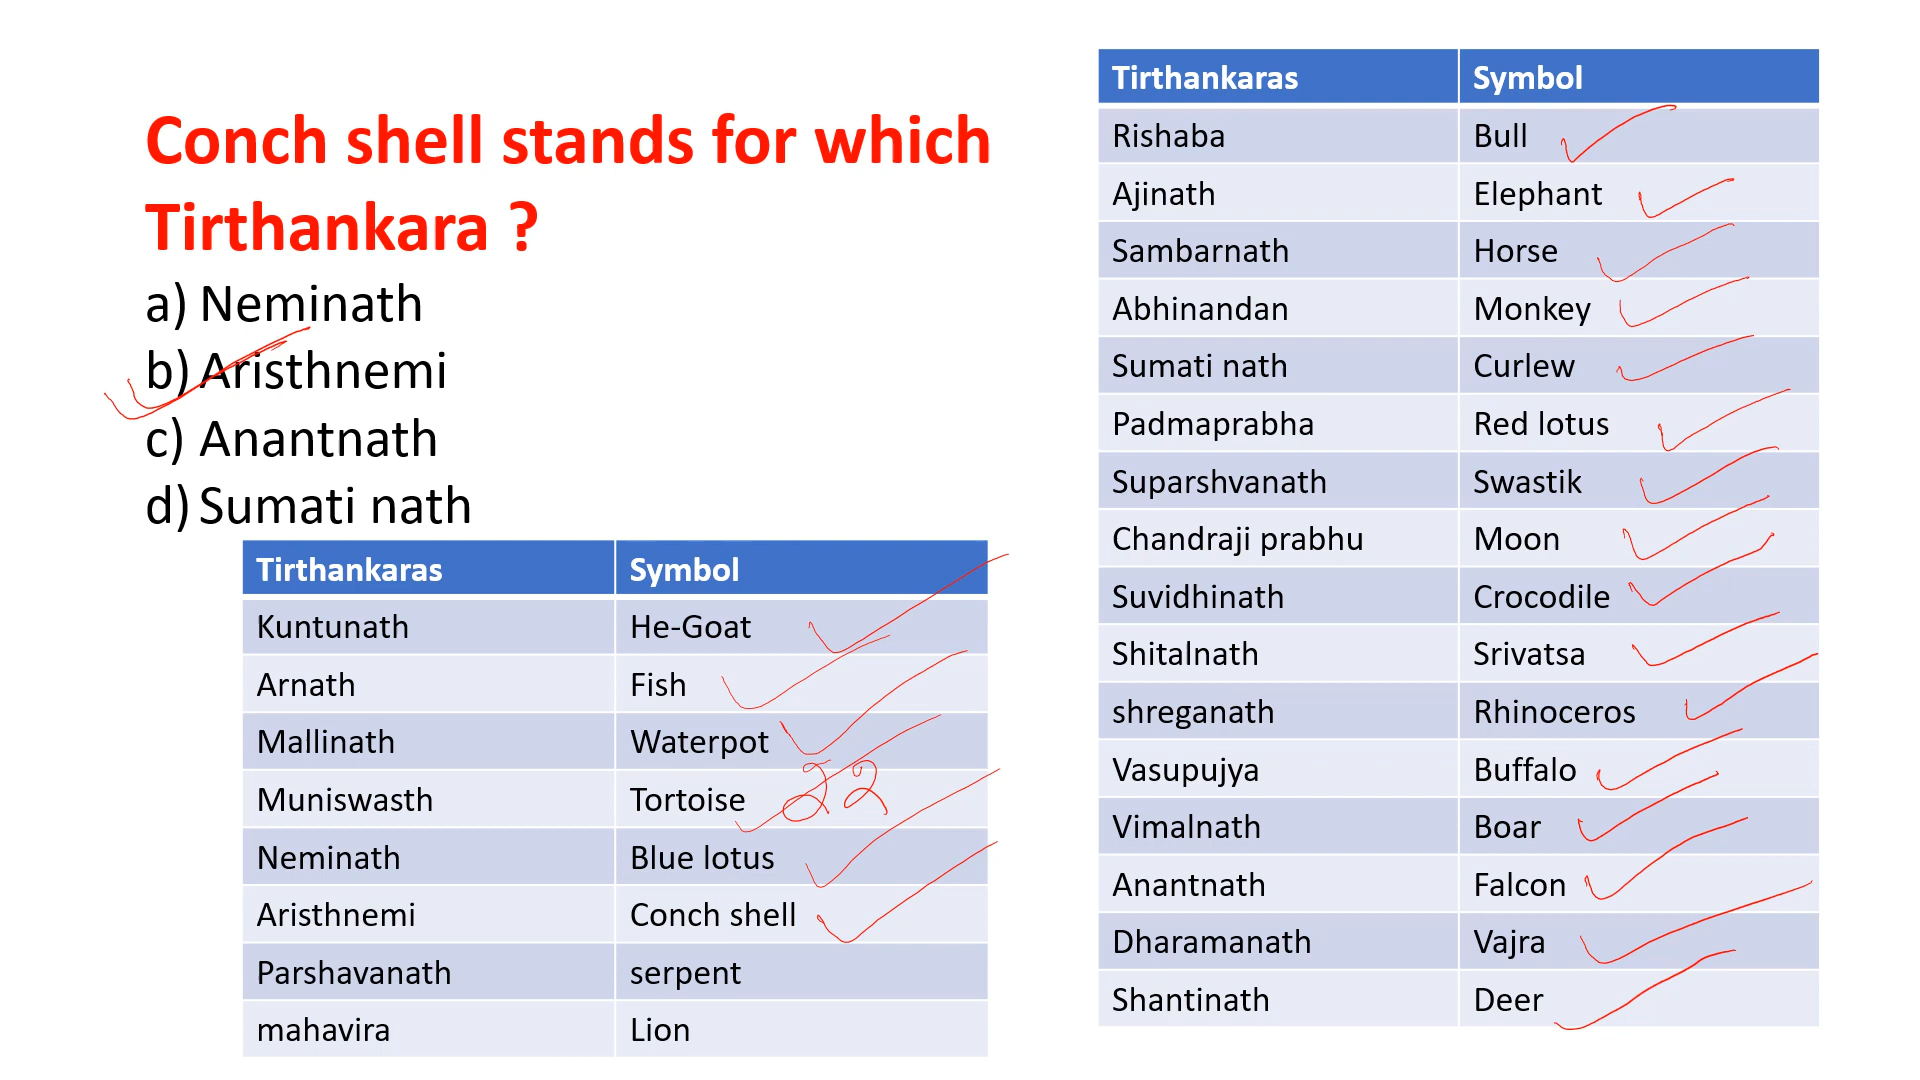 Conch shell stands for which
Tirthankara ?
a) Neminath
b) Aristhnemi
c) Anantnath
d) Sumati nath
Tirthankaras Symbol
Kuntunath He-Goat
Arnath Fish
Mallinath Waterpot
Muniswasth Tortoise 22
Neminath Blue lotus
Aristhnemi Conch shell
Parshavanath serpent
mahavira Lion
Tirthankaras Symbol
Rishaba Bull
Ajinath Elephant
Sambarnath Horse
Abhinandan Monkey
Sumati nath Curlew
Padmaprabha Red lotus
Suparshvanath Swastik
Chandraji prabhu Moon
Suvidhinath Crocodile
Shitalnath Srivatsa
shreganath Rhinoceros
Vasupujya Buffalo
Vimalnath Boar
Anantnath Falcon
Dharamanath Vajra
Shantinath Deer